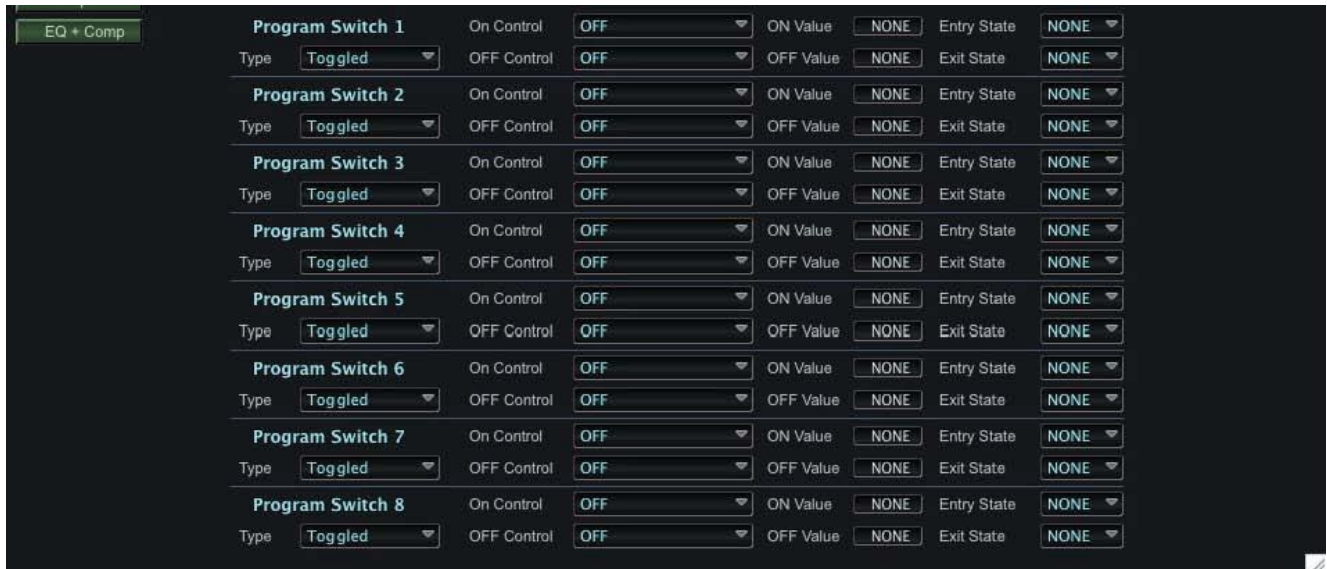 EQ + Comp
Program Switch 1 On Control OFF ON Value NONE Entry State NONE
Type Toggled OFF Control OFF OFF Value NONE Exit State NONE
Program Switch 2 On Control OFF ON Value NONE Entry State NONE
Type Toggled OFF Control OFF OFF Value NONE Exit State NONE
Program Switch 3 On Control OFF ON Value NONE Entry State NONE
Type Toggled OFF Control OFF OFF Value NONE Exit State NONE
Program Switch 4 On Control OFF ON Value NONE Entry State NONE
Type Toggled OFF Control OFF OFF Value NONE Exit State NONE
Program Switch 5 On Control OFF ON Value NONE Entry State NONE
Type Toggled OFF Control OFF OFF Value NONE Exit State NONE
Program Switch 6 On Control OFF ON Value NONE Entry State NONE
Type Toggled OFF Control OFF OFF Value NONE Exit State NONE
Program Switch 7 On Control OFF ON Value NONE Entry State NONE
Type Toggled OFF Control OFF OFF Value NONE Exit State NONE
Program Switch 8 On Control OFF ON Value NONE Entry State NONE
Type Toggled OFF Control OFF OFF Value NONE Exit State NONE